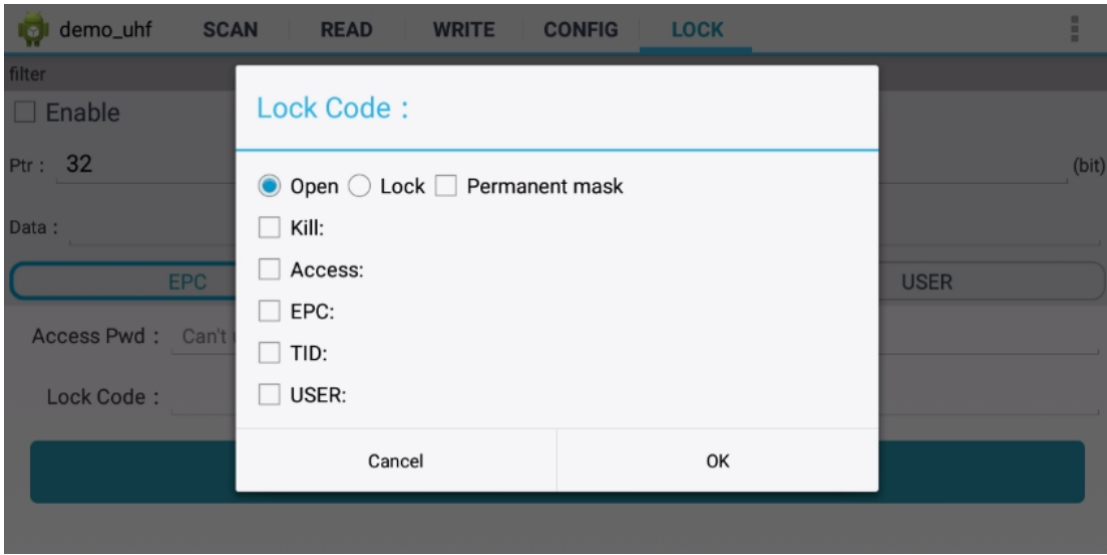 demo_uhf SCAN READ WRITE CONFIG LOCK
filter
Enable
Ptr : 32 (bit)
Data :
EPC USER
Access Pwd : Can't
Lock Code :
Lock Code :
Open Lock Permanent mask
Kill:
Access:
EPC:
TID:
USER:
Cancel OK